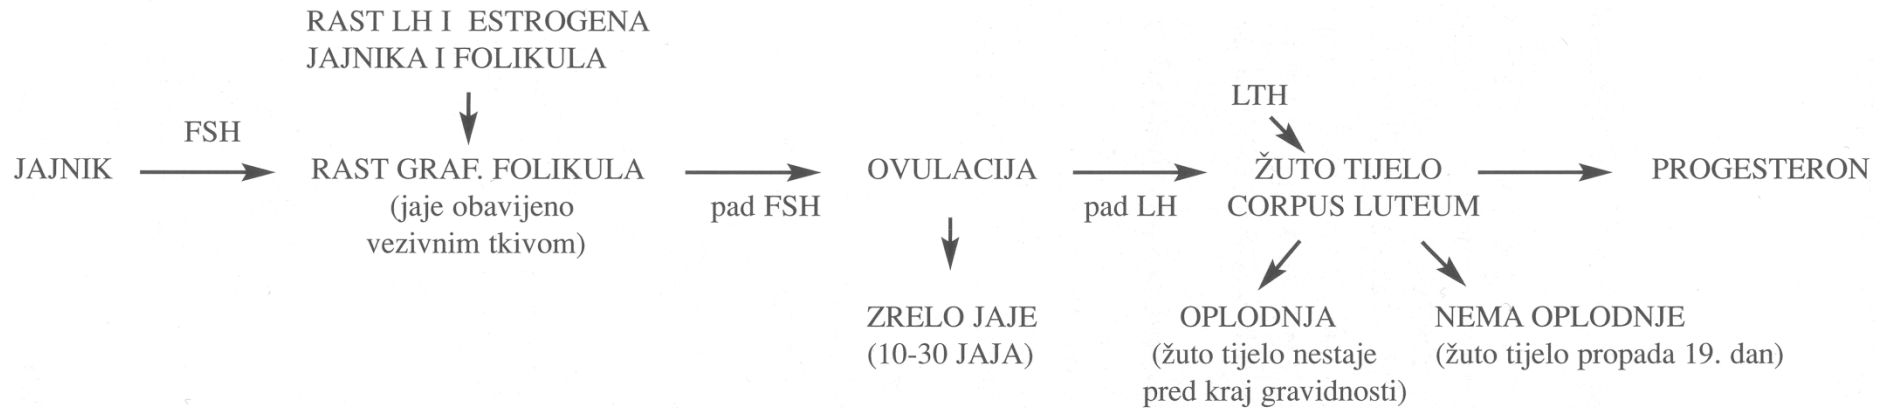 RAST LH I ESTROGENA
JAJNIKA I FOLIKULA
LTH
FSH
JAJNIK
RAST GRAF. FOLIKULA
(jaje obavijeno
vezivnim tkivom)
pad FSH
OVULACIJA
pad LH
ŽUTO TIJELO
CORPUS LUTEUM
PROGESTERON
ZRELO JAJE
(10-30 JAJA)
OPLODNJA
(žuto tijelo nestaje
pred kraj gravidnosti)
NEMA OPLODNJE
(žuto tijelo propada 19. dan)